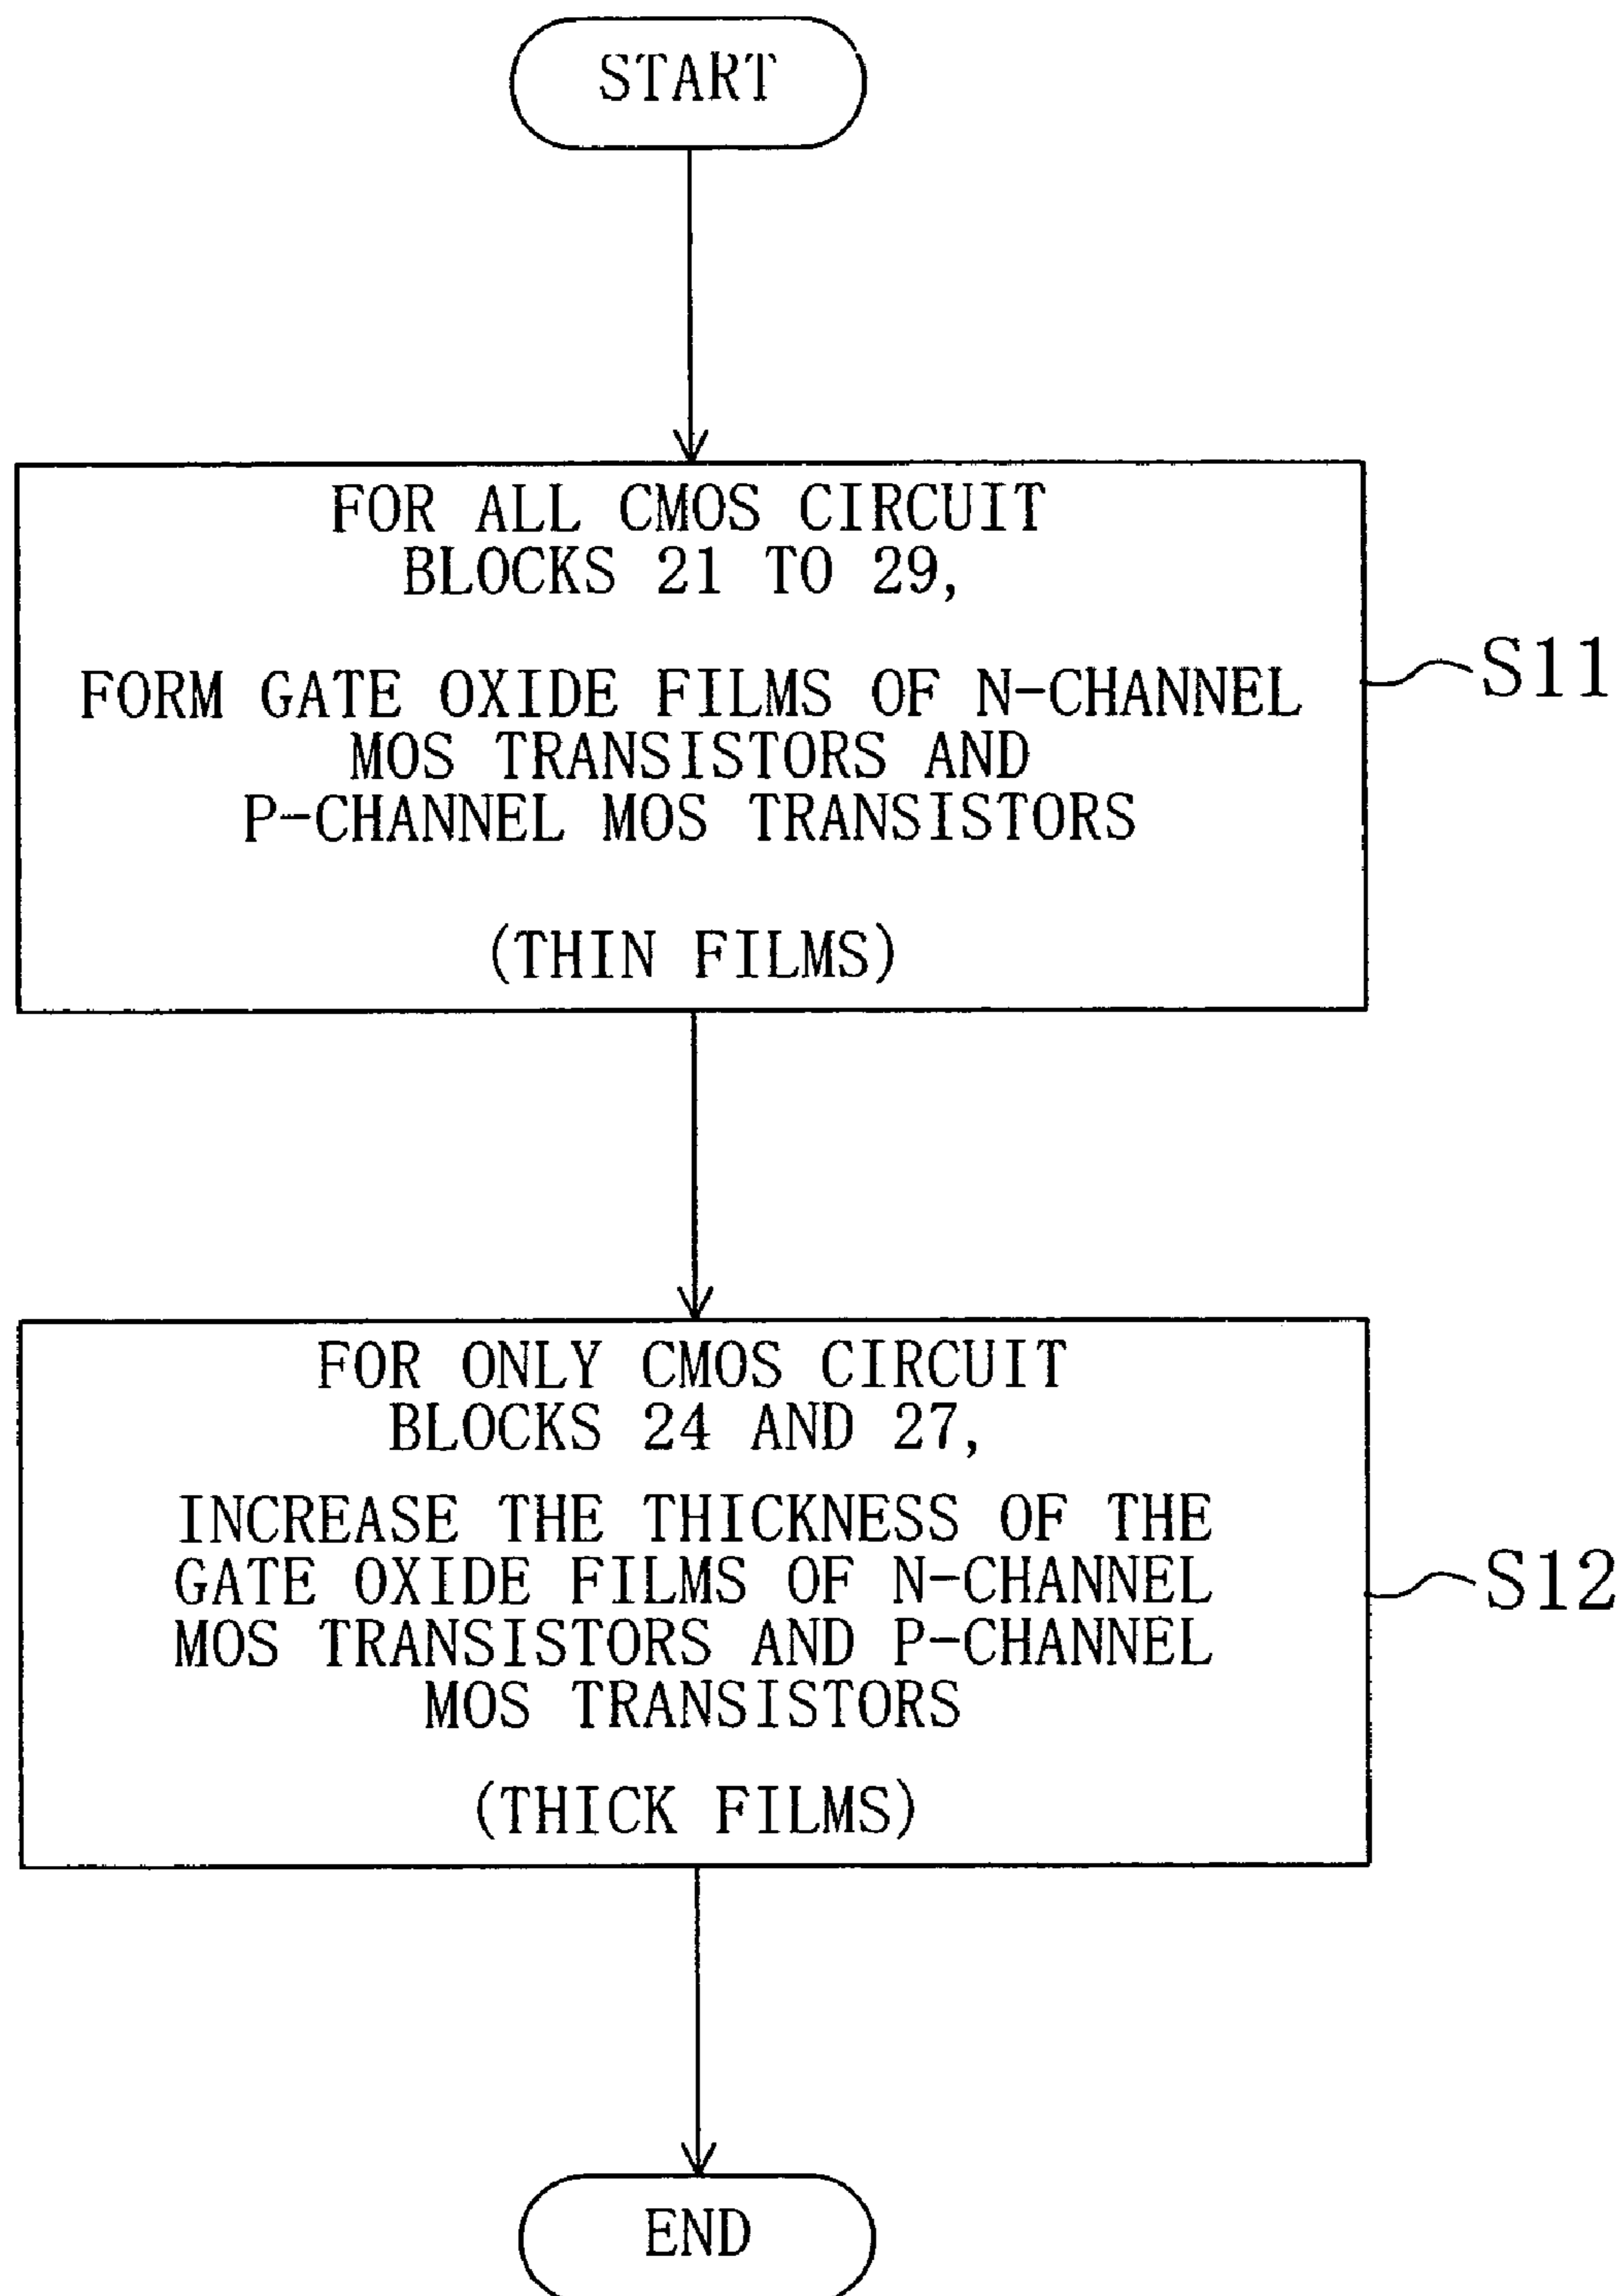 START
FOR ALL CMOS CIRCUIT
BLOCKS 21 TO 29,
FORM GATE OXIDE FILMS OF N-CHANNEL
MOS TRANSISTORS AND
P-CHANNEL MOS TRANSISTORS
(THIN FILMS)
S11
FOR ONLY CMOS CIRCUIT
BLOCKS 24 AND 27,
INCREASE THE THICKNESS OF THE
GATE OXIDE FILMS OF N-CHANNEL
MOS TRANSISTORS AND P-CHANNEL
MOS TRANSISTORS
(THICK FILMS)
S12
END